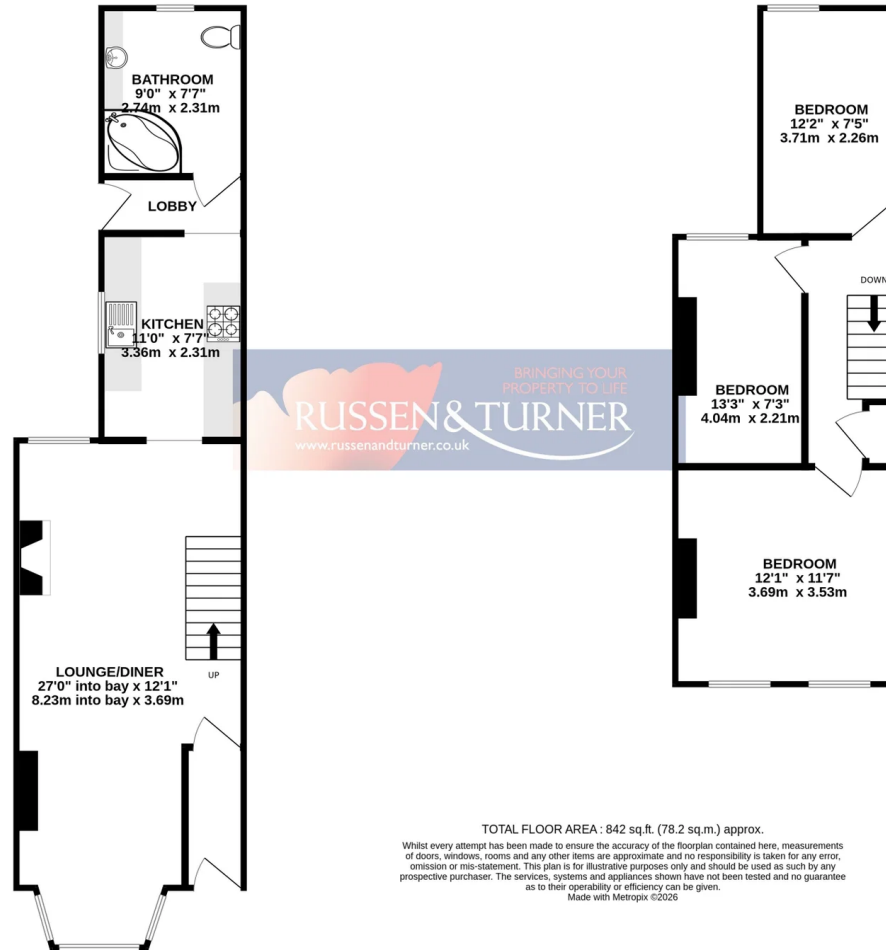 BATHROOM
9'0" x 7'7"
2.74m x 2.31m
LOBBY
KITCHEN
11'0" x 7'7"
3.36m x 2.31m
LOUNGE/DINER
27'0" into bay x 12'1"
8.23m into bay x 3.69m
UP
BRINGING YOUR
PROPERTY TO LIFE
RUSSEN & TURNER
www.russenandturner.co.uk
BEDROOM
12'2" x 7'5"
3.71m x 2.26m
DOWN
BEDROOM
13'3" x 7'3"
4.04m x 2.21m
BEDROOM
12'1" x 11'7"
3.69m x 3.53m
TOTAL FLOOR AREA : 842 sq.ft. (78.2 sq.m.) approx.
Whilst every attempt has been made to ensure the accuracy of the floorplan contained here, measurements
of doors, windows, rooms and any other items are approximate and no responsibility is taken for any error,
omission or mis-statement. This plan is for illustrative purposes only and should be used as such by any
prospective purchaser. The services, systems and appliances shown have not been tested and no guarantee
as to their operability or efficiency can be given.
Made with Metropix ©2026